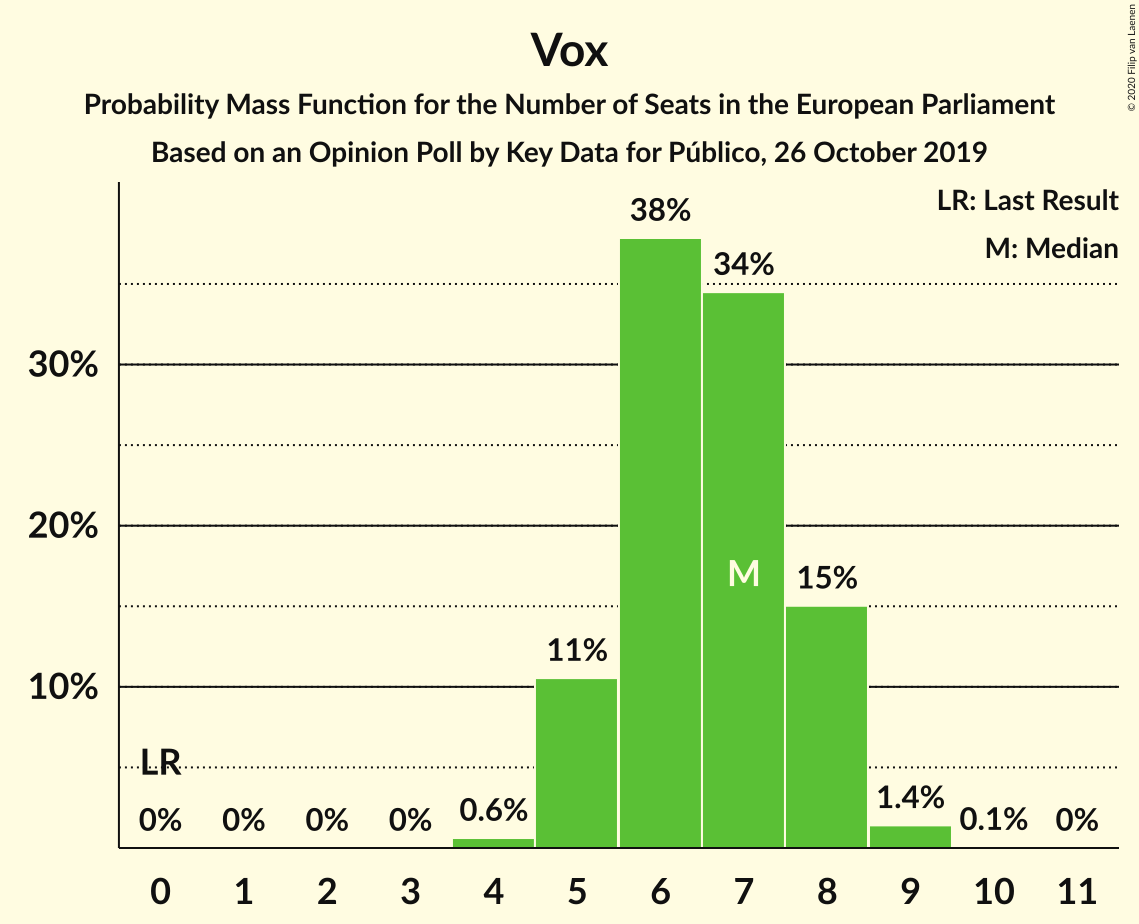 Vox
Probability Mass Function for the Number of Seats in the European Parliament
Based on an Opinion Poll by Key Data for Público, 26 October 2019
© 2020 Filip van Laenen
LR: Last Result
M: Median
38%
34%
30%
20%
M
15%
11%
10%
LR
0%
0%
0%
0%
0.6%
1.4%
0.1%
0%
0 1 2 3 4 5 6 7 8 9 10 11